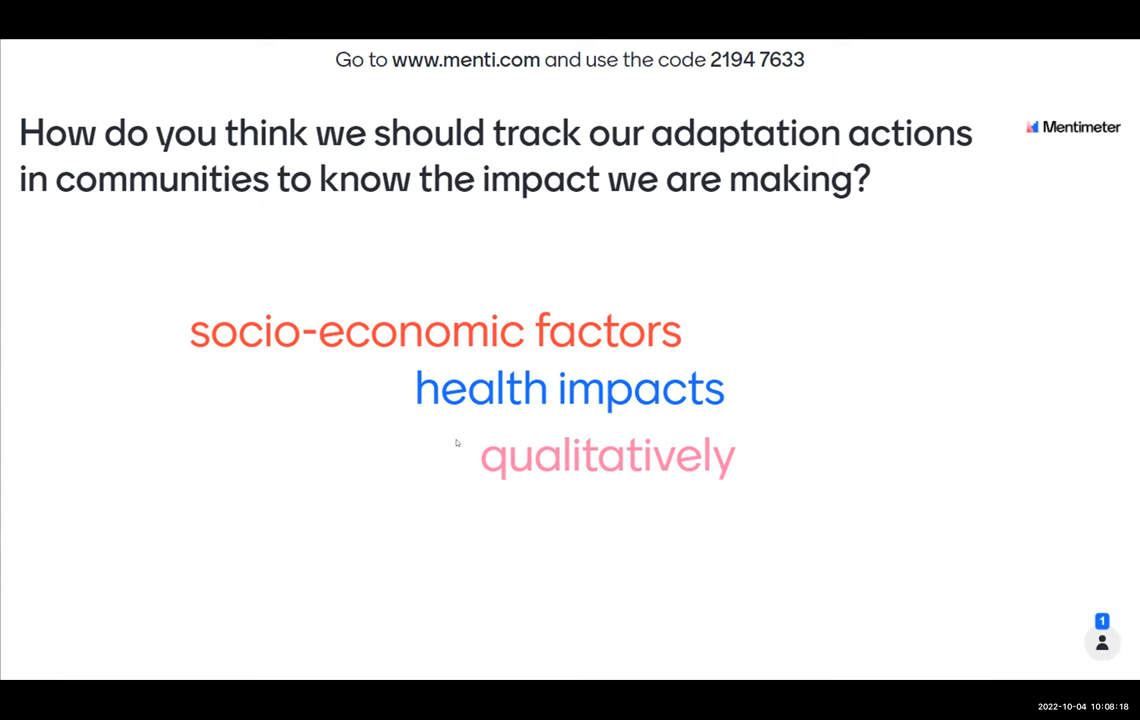 Go to www.menti.com and use the code 2194 7633
How do you think we should track our adaptation actions
in communities to know the impact we are making?
Mentimeter
socio-economic factors
health impacts
qualitatively
1
2022-10-04 10:08:18